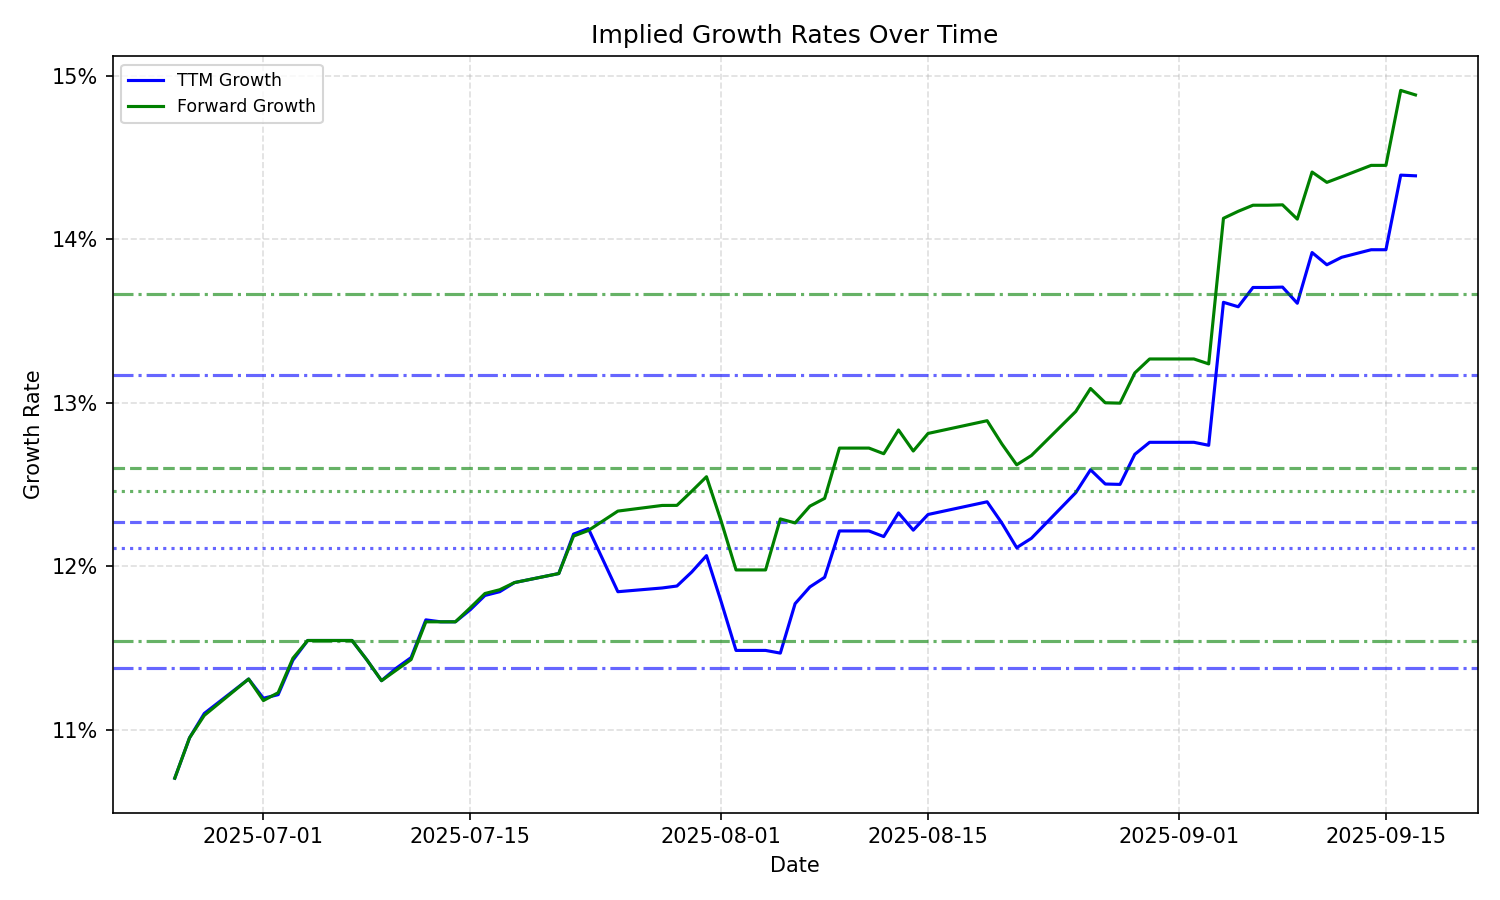 Implied Growth Rates Over Time
TTM Growth
Forward Growth
15%
14%
13%
12%
11%
Growth Rate
2025-07-01
2025-07-15
2025-08-01
2025-08-15
2025-09-01
2025-09-15
Date